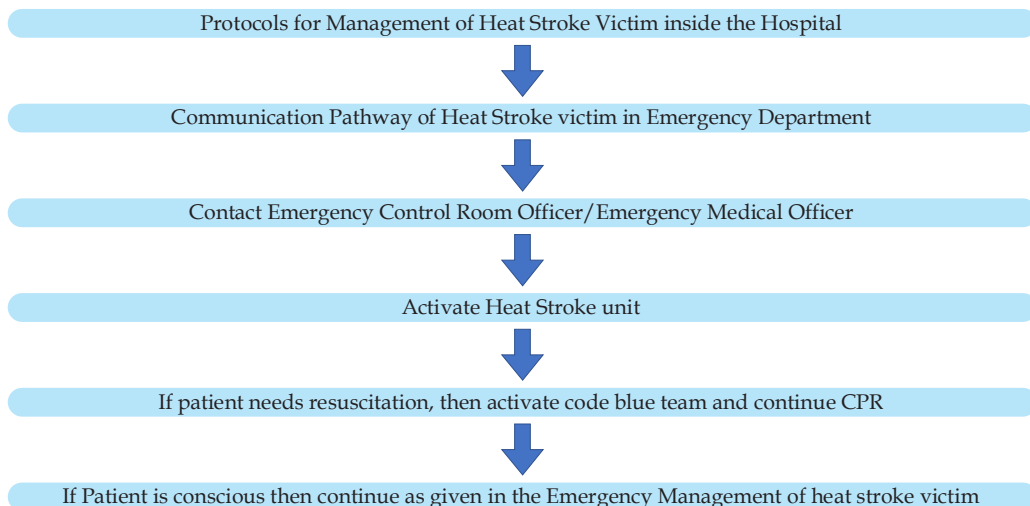 Protocols for Management of Heat Stroke Victim inside the Hospital
Communication Pathway of Heat Stroke victim in Emergency Department
Contact Emergency Control Room Officer/Emergency Medical Officer
Activate Heat Stroke unit
If patient needs resuscitation, then activate code blue team and continue CPR
If Patient is conscious then continue as given in the Emergency Management of heat stroke victim